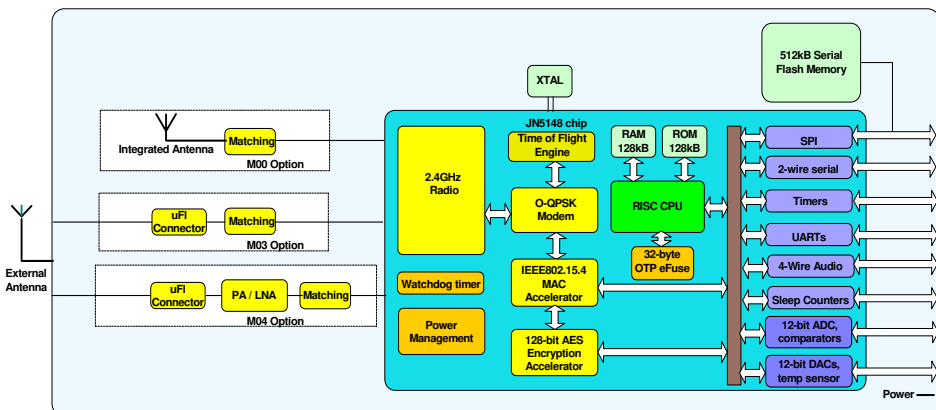 512kB Serial
Flash Memory
XTAL
JN5148 chip
Integrated Antenna
Matching
M00 Option
2.4GHz
Radio
Time of Flight
Engine
RAM
128kB
ROM
128kB
SPI
2-wire serial
O-QPSK
Modem
RISC CPU
Timers
uFl
Connector
Matching
M03 Option
UARTs
External
Antenna
32-byte
OTP eFuse
4-Wire Audio
uFl
Connector
PA / LNA
Matching
M04 Option
Watchdog timer
IEEE802.15.4
MAC
Accelerator
Sleep Counters
Power
Management
128-bit AES
Encryption
Accelerator
12-bit ADC,
comparators
12-bit DACs,
temp sensor
Power